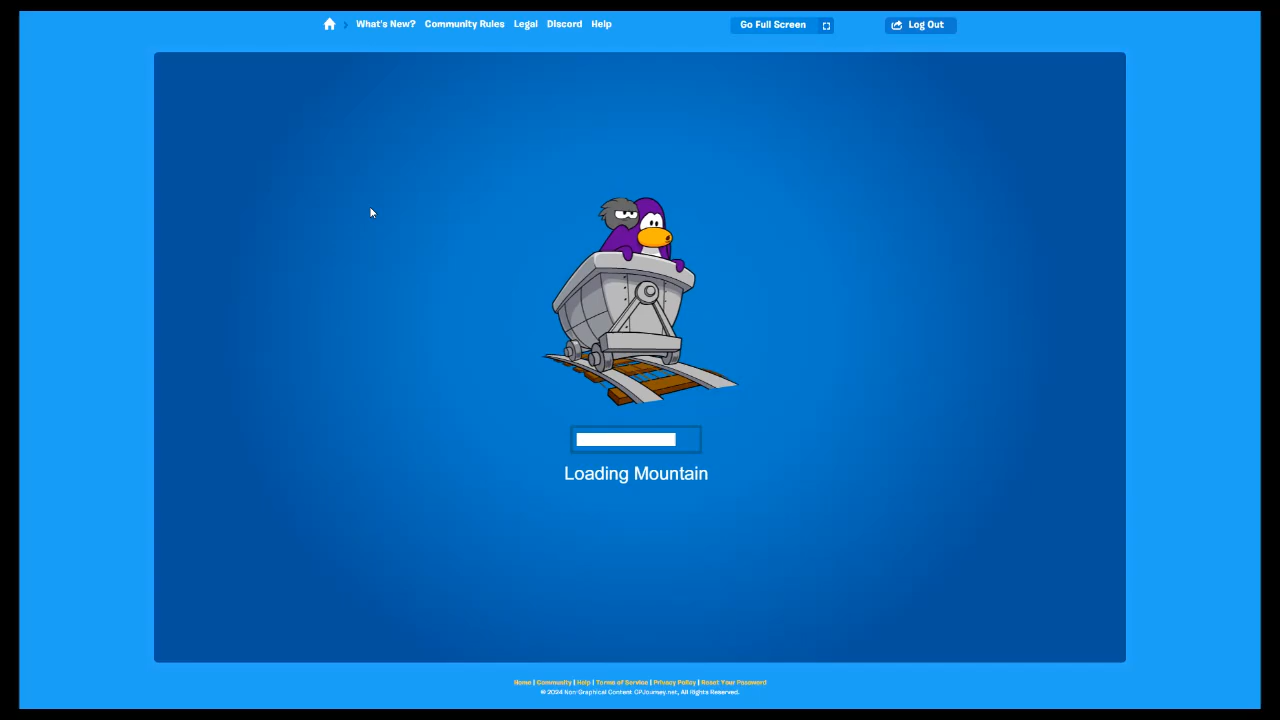 What's New? Community Rules Legal Discord Help Go Full Screen Log Out
Loading Mountain
Home | Community | Help | Terms of Service | Privacy Policy | Reset Your Password
© 2024 Non-Graphical Content CPJourney.net, All Rights Reserved.